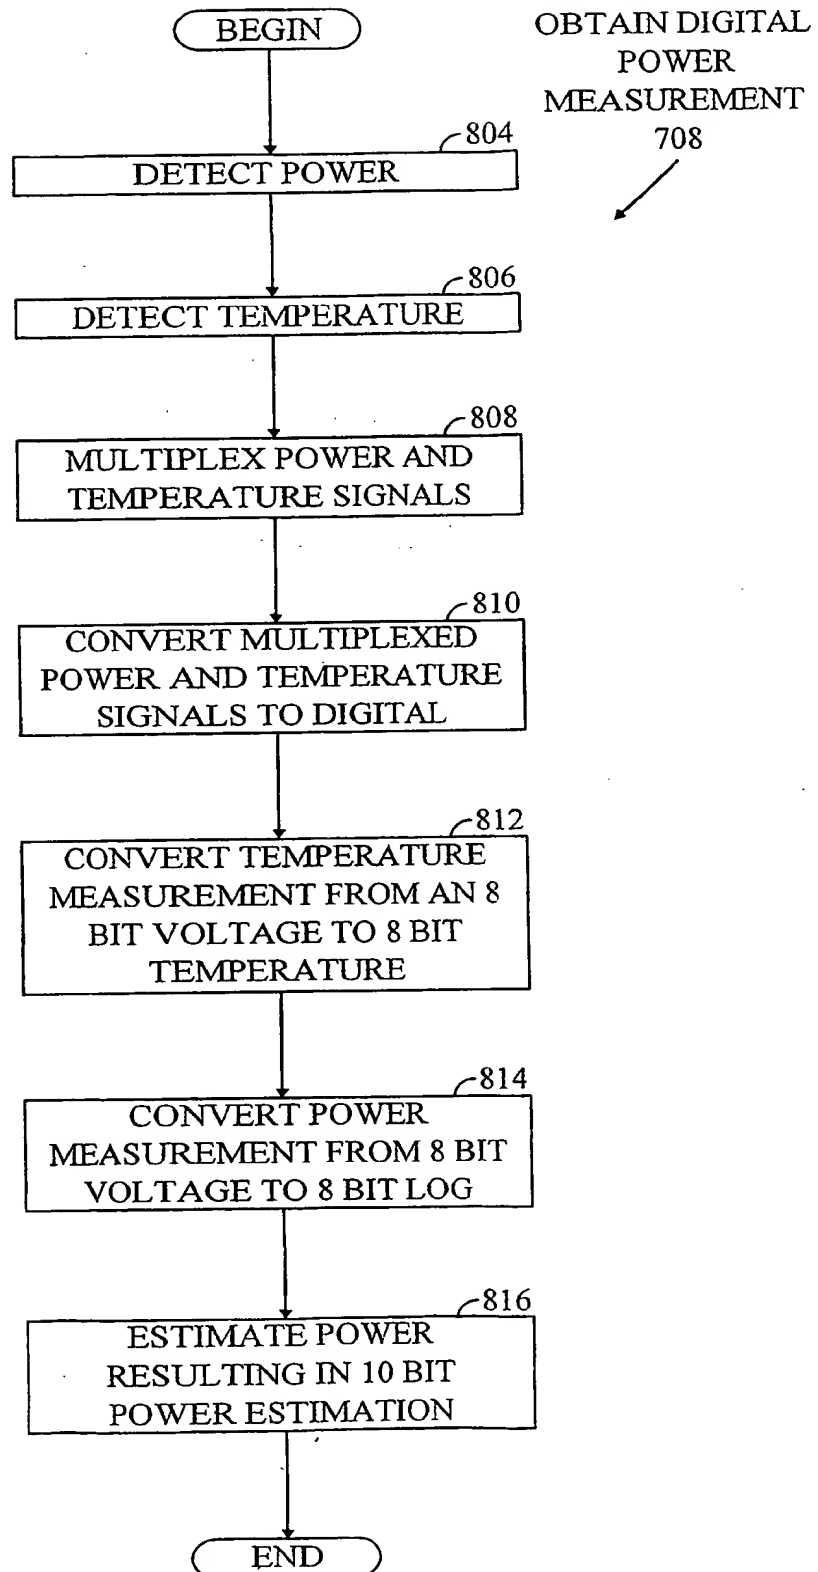 BEGIN
OBTAIN DIGITAL
POWER
MEASUREMENT
708
804
DETECT POWER
806
DETECT TEMPERATURE
808
MULTIPLEX POWER AND
TEMPERATURE SIGNALS
810
CONVERT MULTIPLEXED
POWER AND TEMPERATURE
SIGNALS TO DIGITAL
812
CONVERT TEMPERATURE
MEASUREMENT FROM AN 8
BIT VOLTAGE TO 8 BIT
TEMPERATURE
814
CONVERT POWER
MEASUREMENT FROM 8 BIT
VOLTAGE TO 8 BIT LOG
816
ESTIMATE POWER
RESULTING IN 10 BIT
POWER ESTIMATION
END